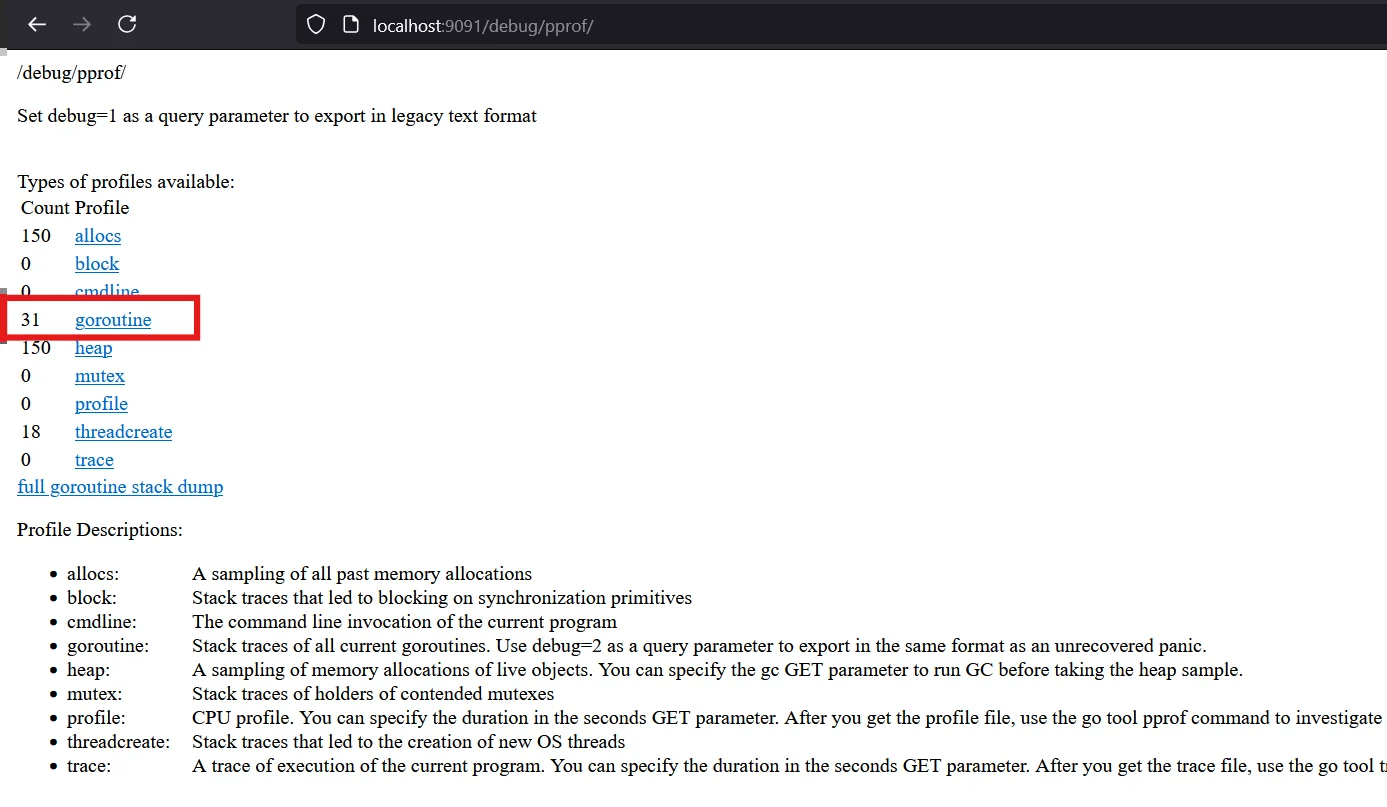 localhost:9091/debug/pprof/
/debug/pprof/
Set debug=1 as a query parameter to export in legacy text format
Types of profiles available:
Count Profile
150 allocs
0 block
0 cmdline
31 goroutine
150 heap
0 mutex
0 profile
18 threadcreate
0 trace
full goroutine stack dump
Profile Descriptions:
• allocs: A sampling of all past memory allocations
• block: Stack traces that led to blocking on synchronization primitives
• cmdline: The command line invocation of the current program
• goroutine: Stack traces of all current goroutines. Use debug=2 as a query parameter to export in the same format as an unrecovered panic.
• heap: A sampling of memory allocations of live objects. You can specify the gc GET parameter to run GC before taking the heap sample.
• mutex: Stack traces of holders of contended mutexes
• profile: CPU profile. You can specify the duration in the seconds GET parameter. After you get the profile file, use the go tool pprof command to investigate
• threadcreate: Stack traces that led to the creation of new OS threads
• trace: A trace of execution of the current program. You can specify the duration in the seconds GET parameter. After you get the trace file, use the go tool